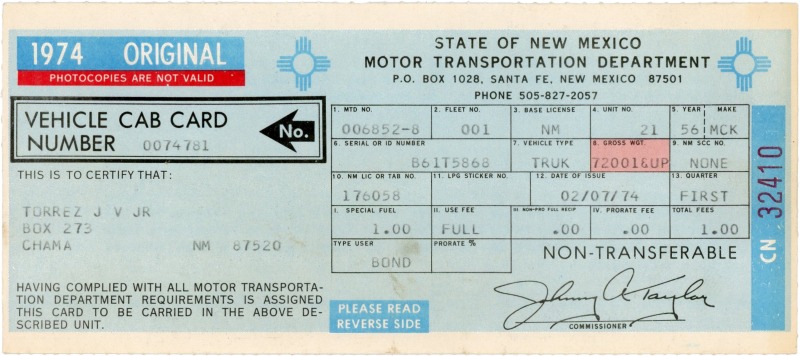 1974 ORIGINAL
PHOTOCOPIES ARE NOT VALID
STATE OF NEW MEXICO
MOTOR TRANSPORTATION DEPARTMENT
P.O. BOX 1028, SANTA FE, NEW MEXICO 87501
PHONE 505-827-2057
VEHICLE CAB CARD
NUMBER 0074781
No.
THIS IS TO CERTIFY THAT:
TORREZ J V JR
BOX 273
CHAMA NM 87520
HAVING COMPLIED WITH ALL MOTOR TRANSPORTA-
TION DEPARTMENT REQUIREMENTS IS ASSIGNED
THIS CARD TO BE CARRIED IN THE ABOVE DE-
SCRIBED UNIT.
1. MTD NO. 2. FLEET NO. 3. BASE LICENSE 4. UNIT NO. 5. YEAR MAKE
006852-8 001 NM 21 56 MCK
6. SERIAL OR ID NUMBER 7. VEHICLE TYPE 8. GROSS WGT. 9. NM SCC NO.
B61T5868 TRUK 72001&UP NONE
10. NM LIC OR TAB NO. 11. LPG STICKER NO. 12. DATE OF ISSUE 13. QUARTER
176058 02/07/74 FIRST
I. SPECIAL FUEL II. USE FEE III. NON-PRO FULL RECIP IV. PRORATE FEE TOTAL FEES
1.00 FULL .00 .00 1.00
TYPE USER PRORATE %
BOND
NON-TRANSFERABLE
PLEASE READ
REVERSE SIDE
Johnny A Taylor
COMMISSIONER
CN 32410